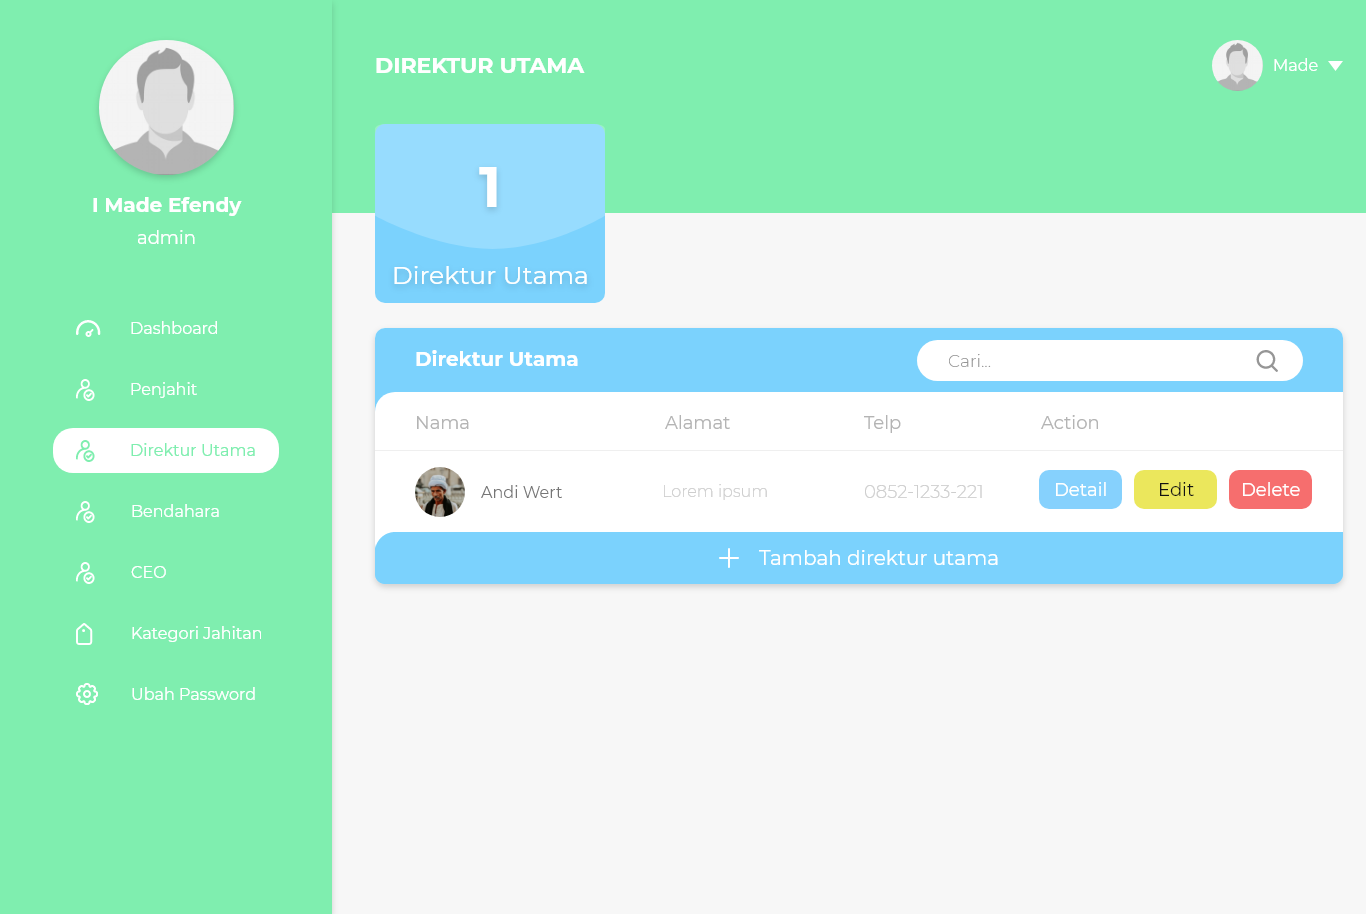 I Made Efendy
admin
Dashboard
Penjahit
Direktur Utama
Bendahara
CEO
Kategori Jahitan
Ubah Password
DIREKTUR UTAMA
Made
1
Direktur Utama
Direktur Utama
Cari...
Nama Alamat Telp Action
Andi Wert Lorem ipsum 0852-1233-221 Detail Edit Delete
Tambah direktur utama